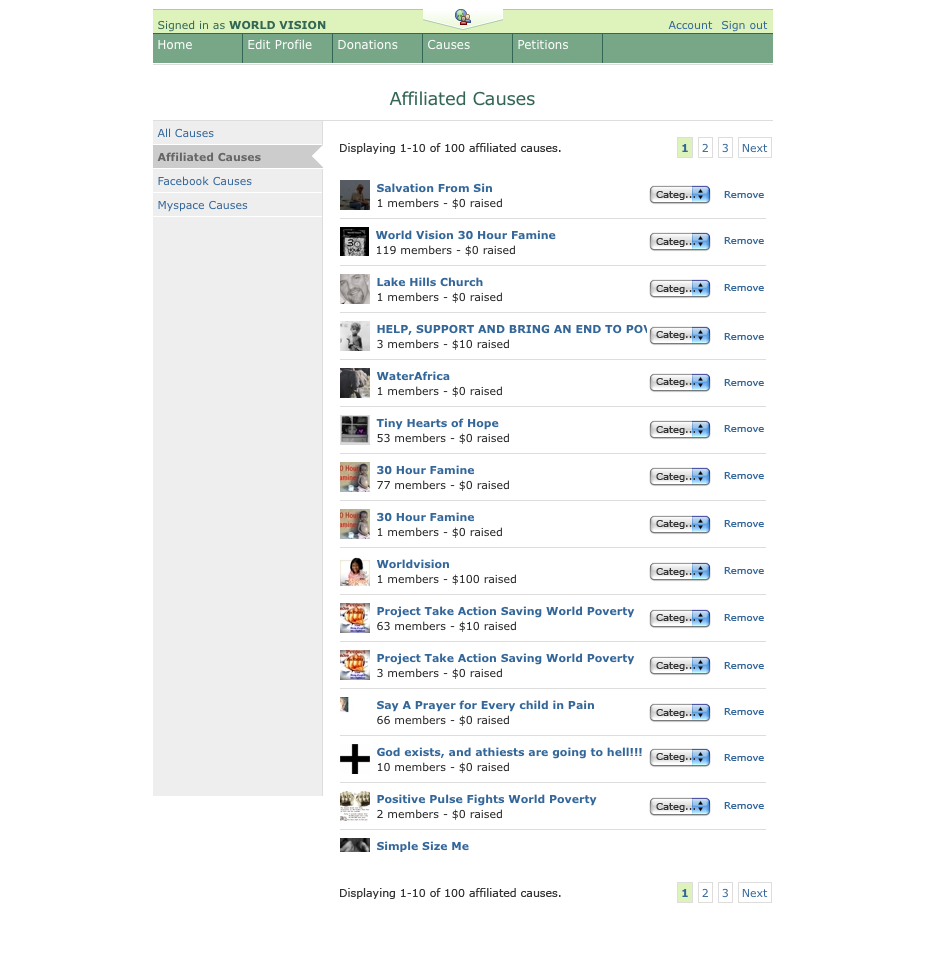 Signed in as WORLD VISION
Account Sign out
Home Edit Profile Donations Causes Petitions
Affiliated Causes
All Causes
Affiliated Causes
Facebook Causes
Myspace Causes
Displaying 1-10 of 100 affiliated causes.
1 2 3 Next
Salvation From Sin
1 members - $0 raised
Categ... Remove
World Vision 30 Hour Famine
119 members - $0 raised
Categ... Remove
Lake Hills Church
1 members - $0 raised
Categ... Remove
HELP, SUPPORT AND BRING AN END TO POV
3 members - $10 raised
Categ... Remove
WaterAfrica
1 members - $0 raised
Categ... Remove
Tiny Hearts of Hope
53 members - $0 raised
Categ... Remove
30 Hour Famine
77 members - $0 raised
Categ... Remove
30 Hour Famine
1 members - $0 raised
Categ... Remove
Worldvision
1 members - $100 raised
Categ... Remove
Project Take Action Saving World Poverty
63 members - $10 raised
Categ... Remove
Project Take Action Saving World Poverty
3 members - $0 raised
Categ... Remove
Say A Prayer for Every child in Pain
66 members - $0 raised
Categ... Remove
God exists, and athiests are going to hell!!!
10 members - $0 raised
Categ... Remove
Positive Pulse Fights World Poverty
2 members - $0 raised
Categ... Remove
Simple Size Me
Displaying 1-10 of 100 affiliated causes.
1 2 3 Next